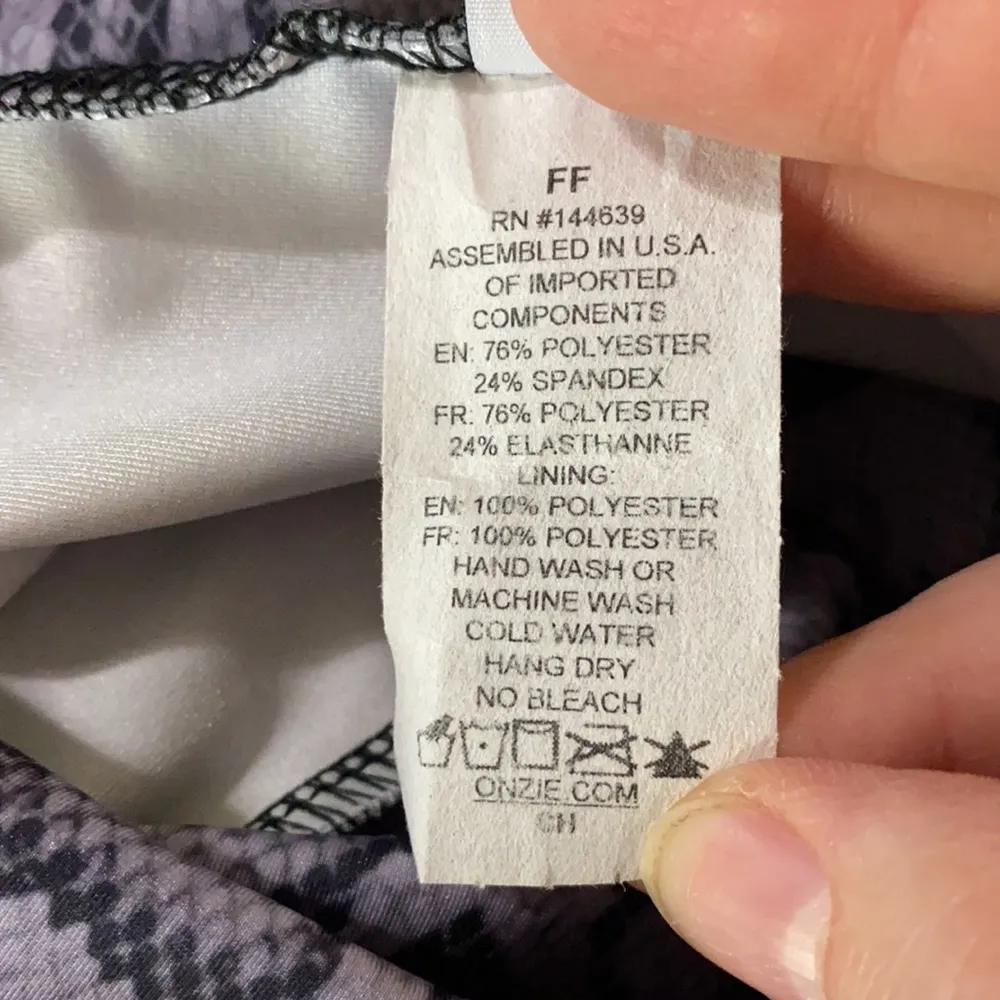 FF
RN #144639
ASSEMBLED IN U.S.A.
OF IMPORTED
COMPONENTS
EN: 76% POLYESTER
24% SPANDEX
FR: 76% POLYESTER
24% ELASTHANNE
LINING:
EN: 100% POLYESTER
FR: 100% POLYESTER
HAND WASH OR
MACHINE WASH
COLD WATER
HANG DRY
NO BLEACH
ONZIE.COM